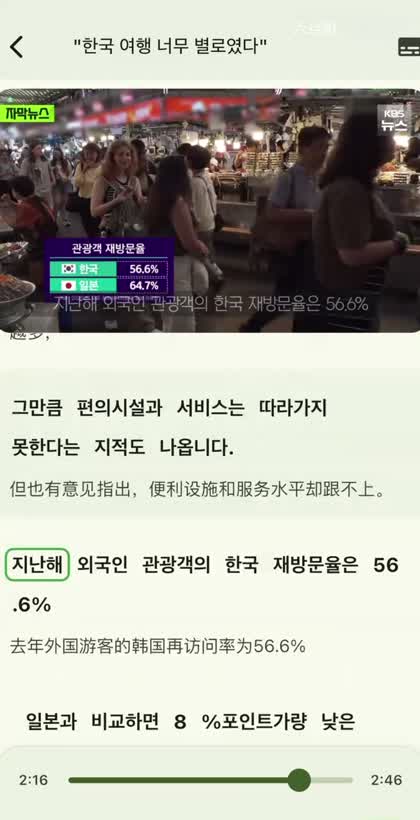 "한국 여행 너무 별로였다"
자막뉴스
KBS
뉴스
관광객 재방문율
한국 56.6%
일본 64.7%
지난해 외국인 관광객의 한국 재방문율은 56.6%
그만큼 편의시설과 서비스는 따라가지
못한다는 지적도 나옵니다.
但也有意见指出，便利设施和服务水平却跟不上。
지난해 외국인 관광객의 한국 재방문율은 56
.6%
去年外国游客的韩国再访问率为56.6%
일본과 비교하면 8 %포인트가량 낮은
2:16
2:46